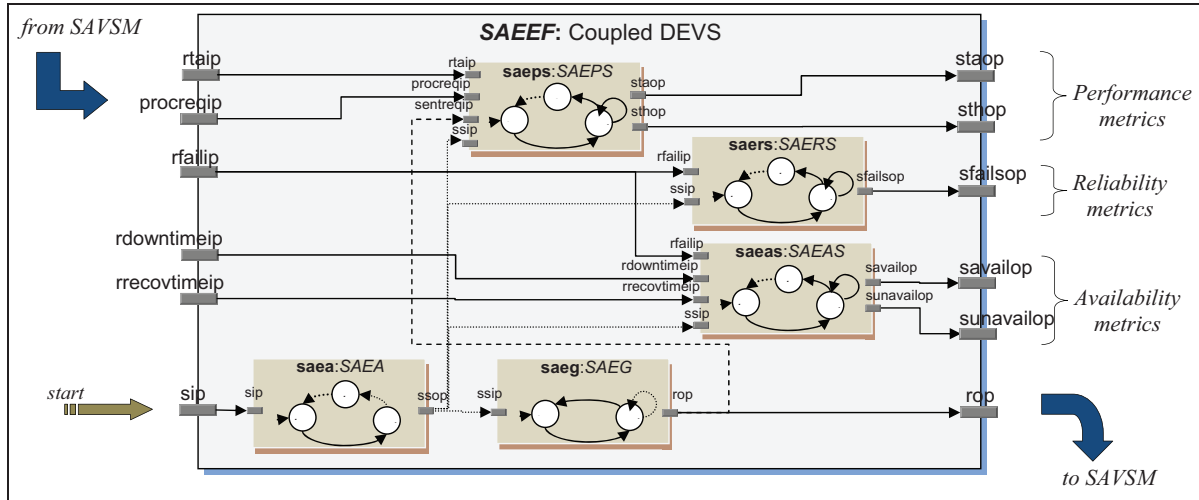 from SAVSM
SAEEF: Coupled DEVS
rtaip
procreqip
rfailip
rdowntimeip
rrecovtimeip
start
sip
saeps:SAEPS
rtaip
procreqip
sentreqip
ssip
staop
sthop
saers:SAERS
rfailip
ssip
sfailsop
saeas:SAEAS
rfailip
rdowntimeip
rrecovtimeip
ssip
savailop
sunavailop
saea:SAEA
sip
ssop
saeg:SAEG
ssip
rop
staop
sthop
Performance
metrics
sfailsop
Reliability
metrics
savailop
sunavailop
Availability
metrics
rop
to SAVSM